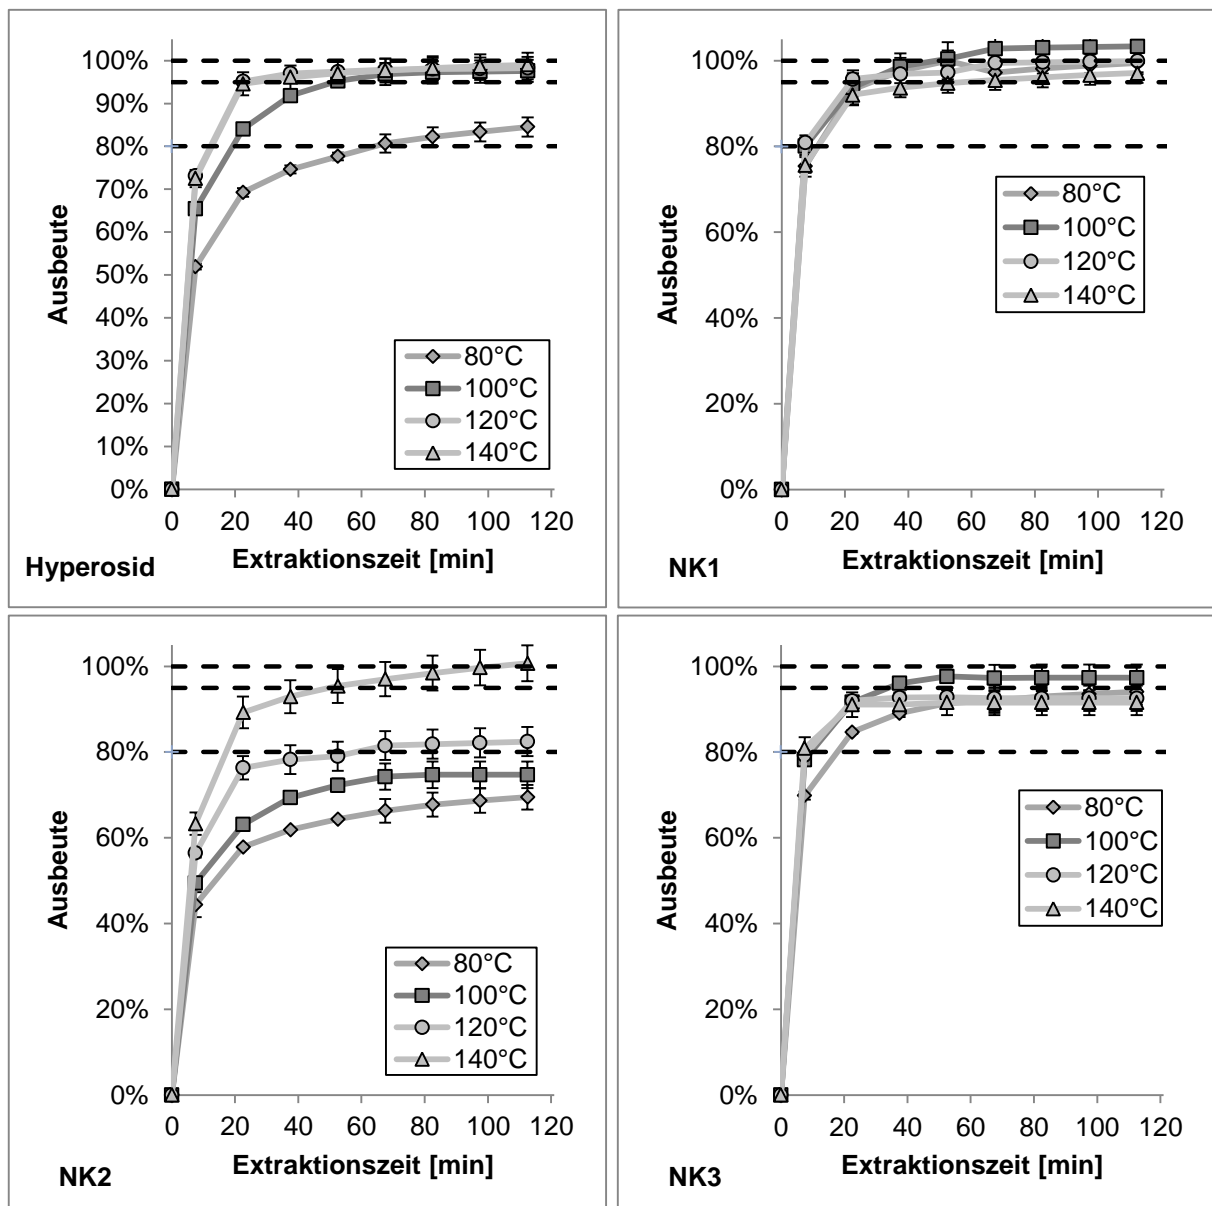 100%
90%
80%
70%
60%
50%
40%
30%
20%
10%
0%
Ausbeute
80°C
100°C
120°C
140°C
0 20 40 60 80 100 120
Extraktionszeit [min]
Hyperosid
100%
80%
60%
40%
20%
0%
Ausbeute
80°C
100°C
120°C
140°C
0 20 40 60 80 100 120
Extraktionszeit [min]
NK1
100%
80%
60%
40%
20%
0%
Ausbeute
80°C
100°C
120°C
140°C
0 20 40 60 80 100 120
Extraktionszeit [min]
NK2
100%
80%
60%
40%
20%
0%
Ausbeute
80°C
100°C
120°C
140°C
0 20 40 60 80 100 120
Extraktionszeit [min]
NK3